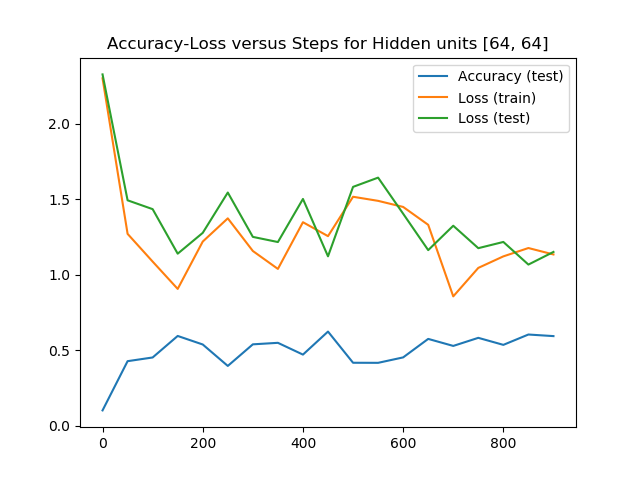 Accuracy-Loss versus Steps for Hidden units [64, 64]
Accuracy (test)
Loss (train)
Loss (test)
2.0
1.5
1.0
0.5
0.0
0 200 400 600 800